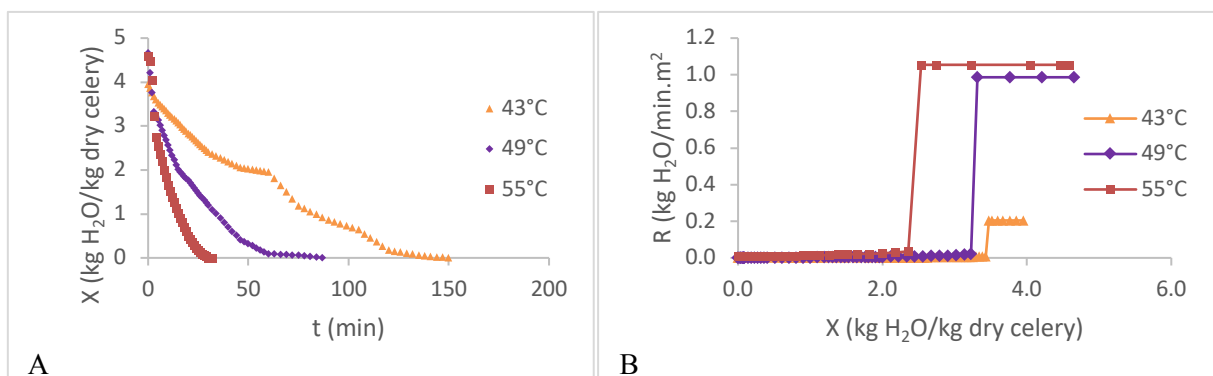 X (kg H₂O/kg dry celery)
5
4
3
2
1
0
0 50 100 150 200
t (min)
43°C
49°C
55°C
A
R (kg H₂O/min.m²
1.2
1.0
0.8
0.6
0.4
0.2
0.0
0.0 2.0 4.0 6.0
X (kg H₂O/kg dry celery)
43°C
49°C
55°C
B